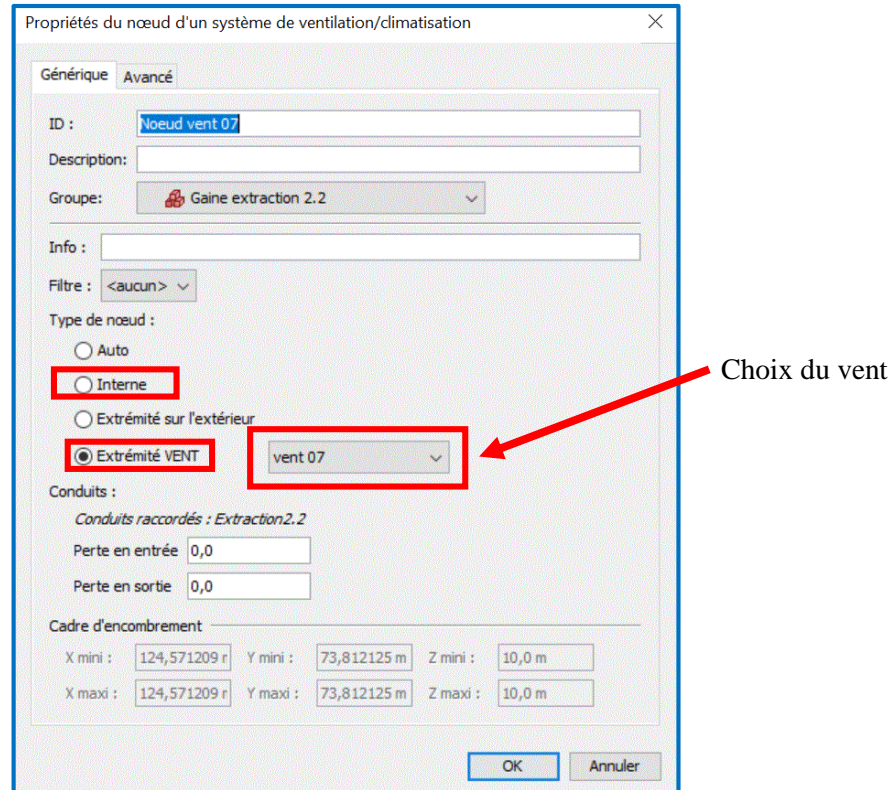 Propriétés du nœud d'un système de ventilation/climatisation
Générique Avancé
ID : Noeud vent 07
Description:
Groupe: Gaine extraction 2.2
Info :
Filtre : <aucun>
Type de nœud :
Auto
Interne
Extrémité sur l'extérieur
Extrémité VENT vent 07
Choix du vent
Conduits :
Conduits raccordés : Extraction2.2
Perte en entrée 0,0
Perte en sortie 0,0
Cadre d'encombrement
X mini : 124,571209 r Y mini : 73,812125 m Z mini : 10,0 m
X maxi : 124,571209 r Y maxi : 73,812125 m Z maxi : 10,0 m
OK Annuler